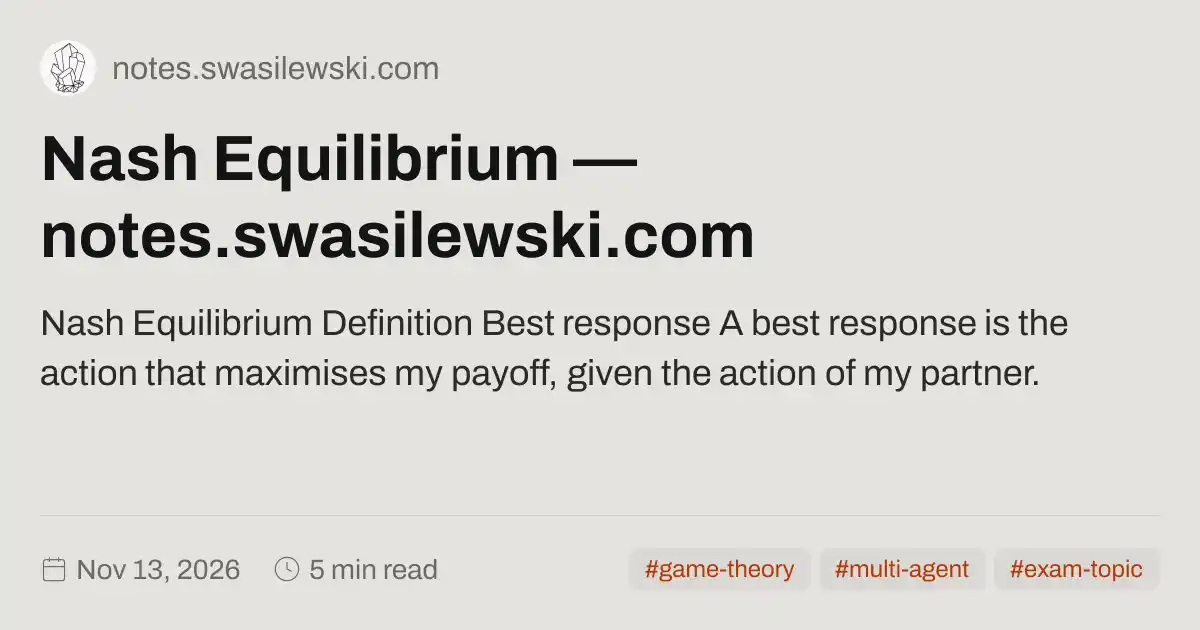 notes.swasilewski.com
Nash Equilibrium —
notes.swasilewski.com
Nash Equilibrium Definition Best response A best response is the
action that maximises my payoff, given the action of my partner.
Nov 13, 2026 5 min read #game-theory #multi-agent #exam-topic